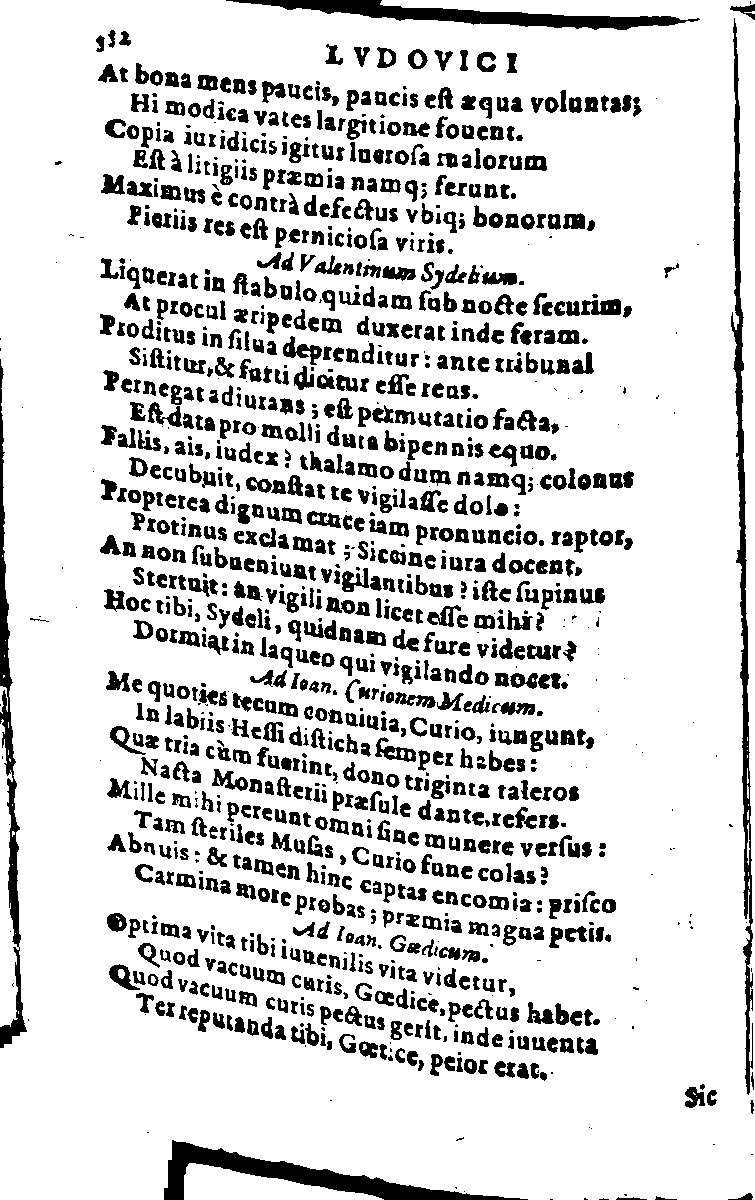 332 LVDOVICI
At bona mens paucis, paucis est æqua voluntas;
Hi modica vates largitione fouent.
Copia iuridicis igitur lucrosa malorum
Est à litigiis præmia namq; ferunt.
Maximus è contrà defectus vbiq; bonorum,
Pieriis res est perniciosa viris.
Ad Valentinum Sydelium.
Liquerat in stabulo quidam sub nocte securim,
At procul æripedem duxerat inde feram.
Proditus in silua deprenditur: ante tribunal
Sistitur, & furti dicitur esse reus.
Pernegat adiurans; est permutatio facta,
Est data pro molli dura bipennis equo.
Fallis, ais, iudex? thalamo dum namq; colonus
Decubuit, constat te vigilasse dolo:
Propterea dignum cruce iam pronuncio. raptor,
Protinus exclamat; Siccine iura docent,
An non subueniunt vigilantibus? iste supinus
Stertuit: an vigili non licet esse mihi?
Hoc tibi, Sydeli, quidnam de fure videtur?
Dormiat in laqueo qui vigilando nocet.
Ad Ioan. Curionem Medicum.
Me quoties tecum conuiuia, Curio, iungunt,
In labiis Hessi disticha semper habes:
Quæ tria cùm fuerint, dono triginta taleros
Nacta Monasterii præsule dante, refers.
Mille mihi pereunt omni sine munere versus:
Tam steriles Musas, Curio fune colas?
Abnuis: & tamen hinc captas encomia: prisco
Carmina more probas; præmia magna petis.
Ad Ioan. Gœdicum.
Optima vita tibi iuuenilis vita videtur,
Quod vacuum curis, Gœdice, pectus habet.
Quod vacuum curis pectus gerit, inde iuuenta
Ter reputanda tibi, Gœtice, peior erat.
Sic